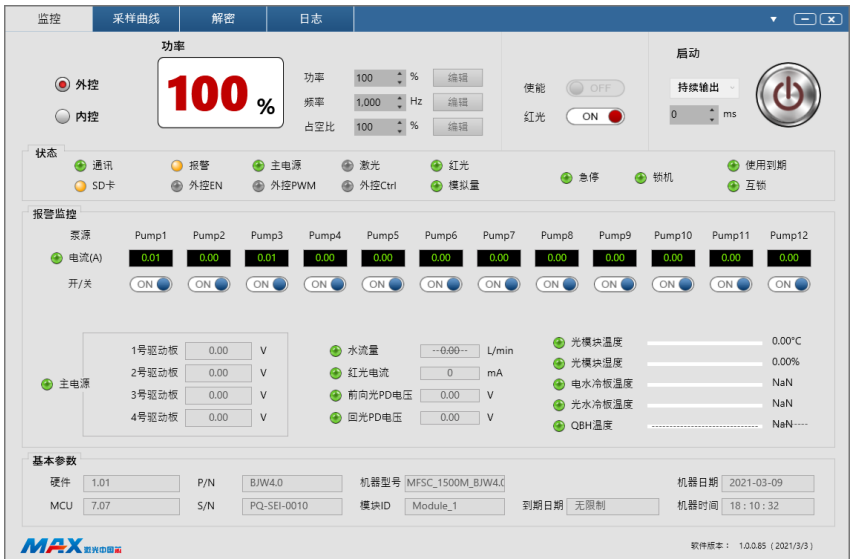 监控 采样曲线 解密 日志
功率 启动
外控 100 % 功率 100 % 编辑 使能 OFF 持续输出
内控 频率 1,000 Hz 编辑 红光 ON 0 ms
占空比 100 % 编辑
状态
通讯 报警 主电源 激光 红光 急停 锁机 使用到期
SD卡 外控EN 外控PWM 外控Ctrl 模拟量 互锁
报警监控
泵源 Pump1 Pump2 Pump3 Pump4 Pump5 Pump6 Pump7 Pump8 Pump9 Pump10 Pump11 Pump12
电流(A) 0.01 0.00 0.01 0.00 0.00 0.00 0.00 0.00 0.00 0.00 0.00 0.00
开/关 ON ON ON ON ON ON ON ON ON ON ON ON
主电源
1号驱动板 0.00 V
2号驱动板 0.00 V
3号驱动板 0.00 V
4号驱动板 0.00 V
水流量 --0.00-- L/min
红光电流 0 mA
前向光PD电压 0.00 V
回光PD电压 0.00 V
光模块温度 0.00°C
光模块湿度 0.00%
电水冷板温度 NaN
光水冷板温度 NaN
QBH温度 NaN
基本参数
硬件 1.01 P/N BJW4.0 机器型号 MFSC_1500M_BJW4.0 机器日期 2021-03-09
MCU 7.07 S/N PQ-SEI-0010 模块ID Module_1 到期日期 无限制 机器时间 18:10:32
MAX 激光中国芯 软件版本： 1.0.0.85 ( 2021/3/3 )